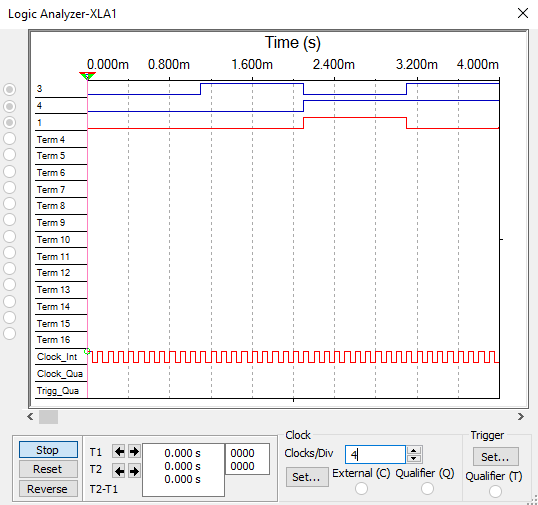 Logic Analyzer-XLA1
Time (s)
0.000m 0.800m 1.600m 2.400m 3.200m 4.000m
3
4
1
Term 4
Term 5
Term 6
Term 7
Term 8
Term 9
Term 10
Term 11
Term 12
Term 13
Term 14
Term 15
Term 16
Clock_Int
Clock_Qua
Trigg_Qua
Stop
Reset
Reverse
T1
T2
T2-T1
0.000 s
0.000 s
0.000 s
0000
0000
Clock
Clocks/Div 4
Set...
External (C) Qualifier (Q)
Trigger
Set...
Qualifier (T)